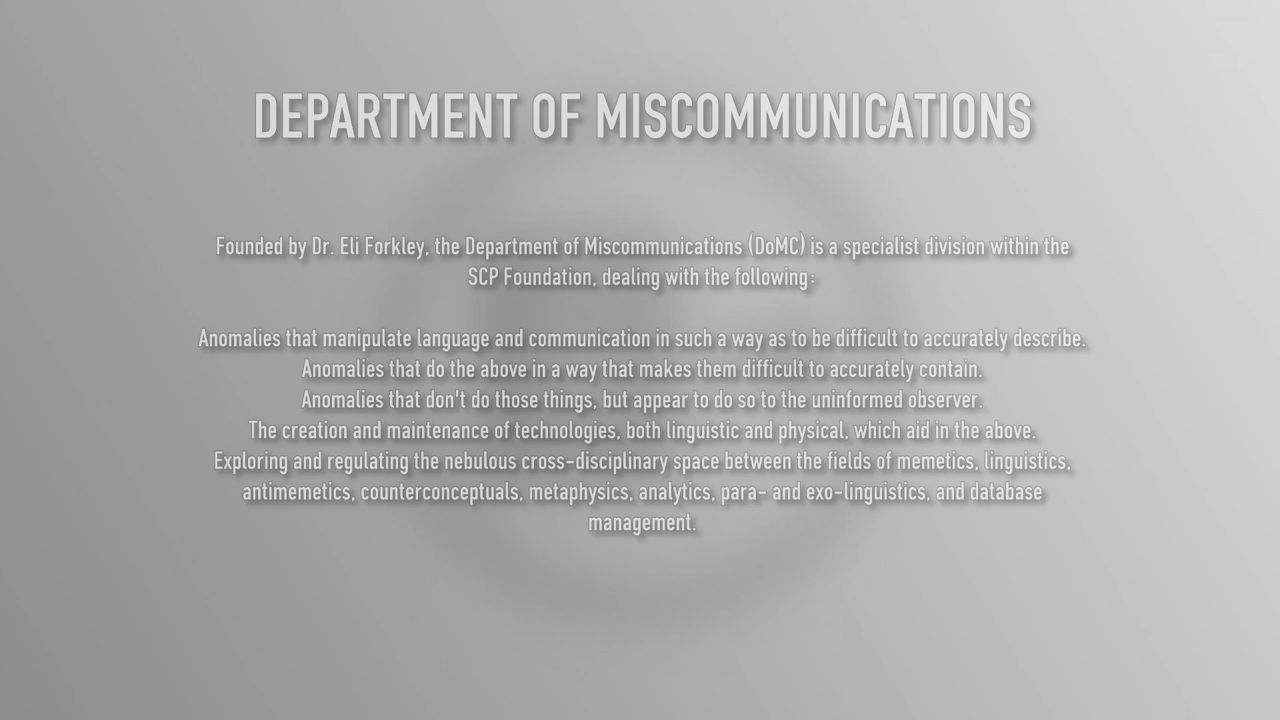 DEPARTMENT OF MISCOMMUNICATIONS
Founded by Dr. Eli Forkley, the Department of Miscommunications (DoMC) is a specialist division within the
SCP Foundation, dealing with the following:
Anomalies that manipulate language and communication in such a way as to be difficult to accurately describe.
Anomalies that do the above in a way that makes them difficult to accurately contain.
Anomalies that don't do those things, but appear to do so to the uninformed observer.
The creation and maintenance of technologies, both linguistic and physical, which aid in the above.
Exploring and regulating the nebulous cross-disciplinary space between the fields of memetics, linguistics,
antimemetics, counterconceptuals, metaphysics, analytics, para- and exo-linguistics, and database
management.